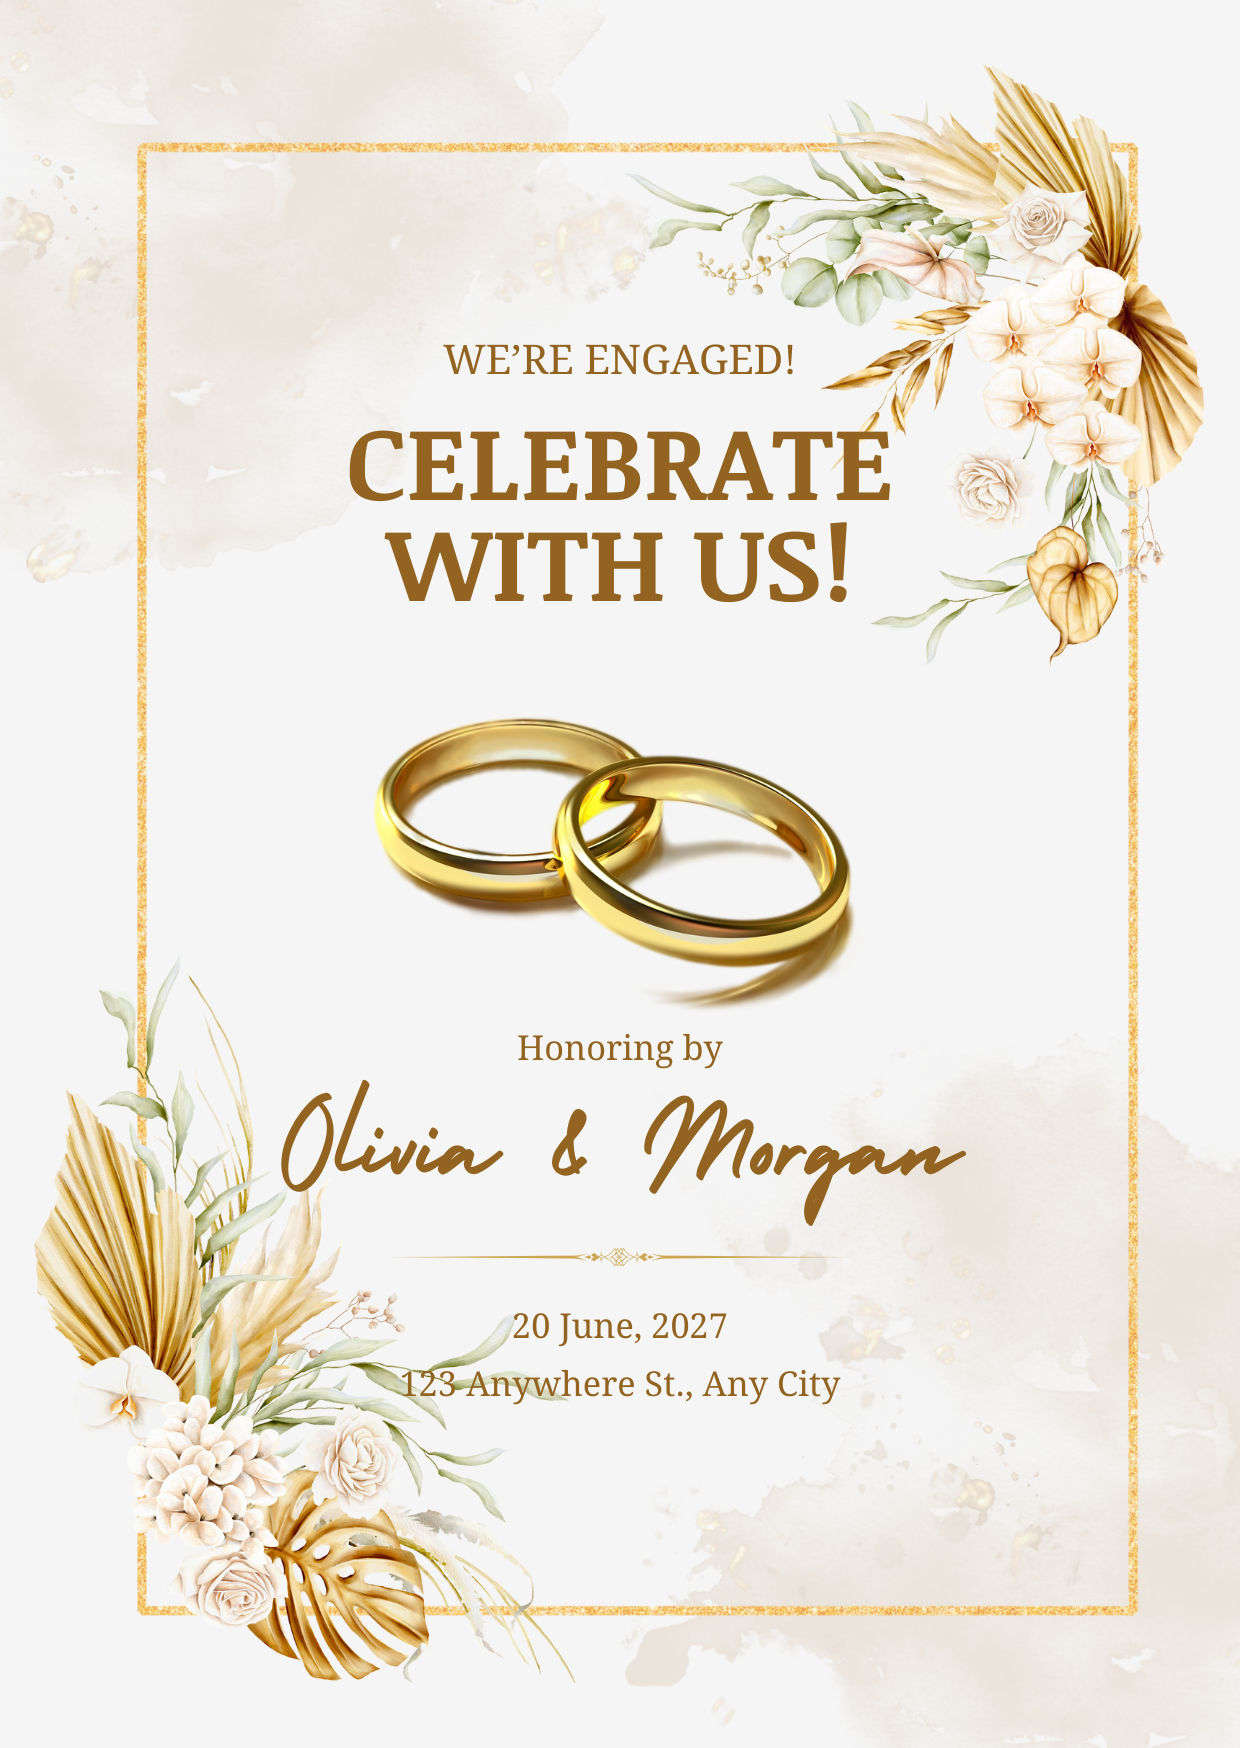 WE’RE ENGAGED!
CELEBRATE
WITH US!
Honoring by
Olivia & Morgan
20 June, 2027
123 Anywhere St., Any City